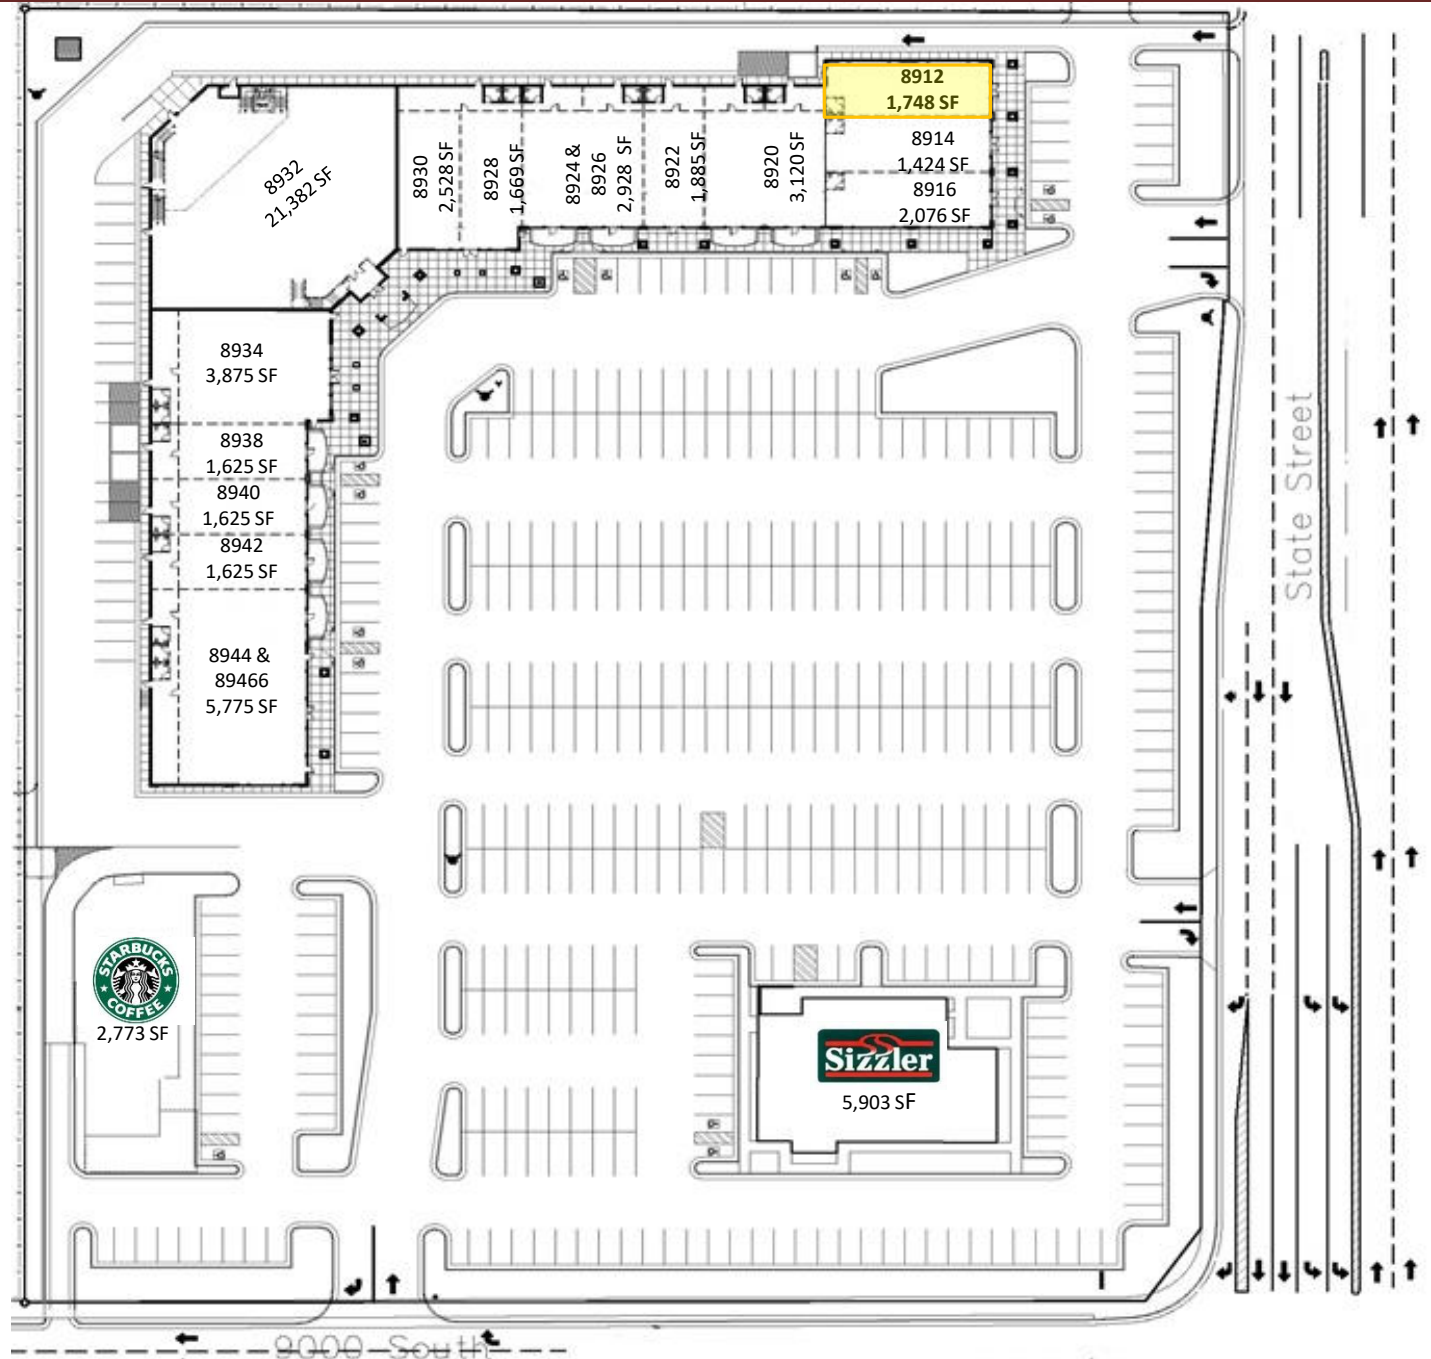 8912
1,748 SF
8914
1,424 SF
8916
2,076 SF
8920
3,120 SF
8922
1,885 SF
8924 &
8926
2,928 SF
8928
1,669 SF
8930
2,528 SF
8932
21,382 SF
8934
3,875 SF
8938
1,625 SF
8940
1,625 SF
8942
1,625 SF
8944 &
89466
5,775 SF
State Street
STARBUCKS
COFFEE
2,773 SF
Sizzler
5,903 SF
9000 South